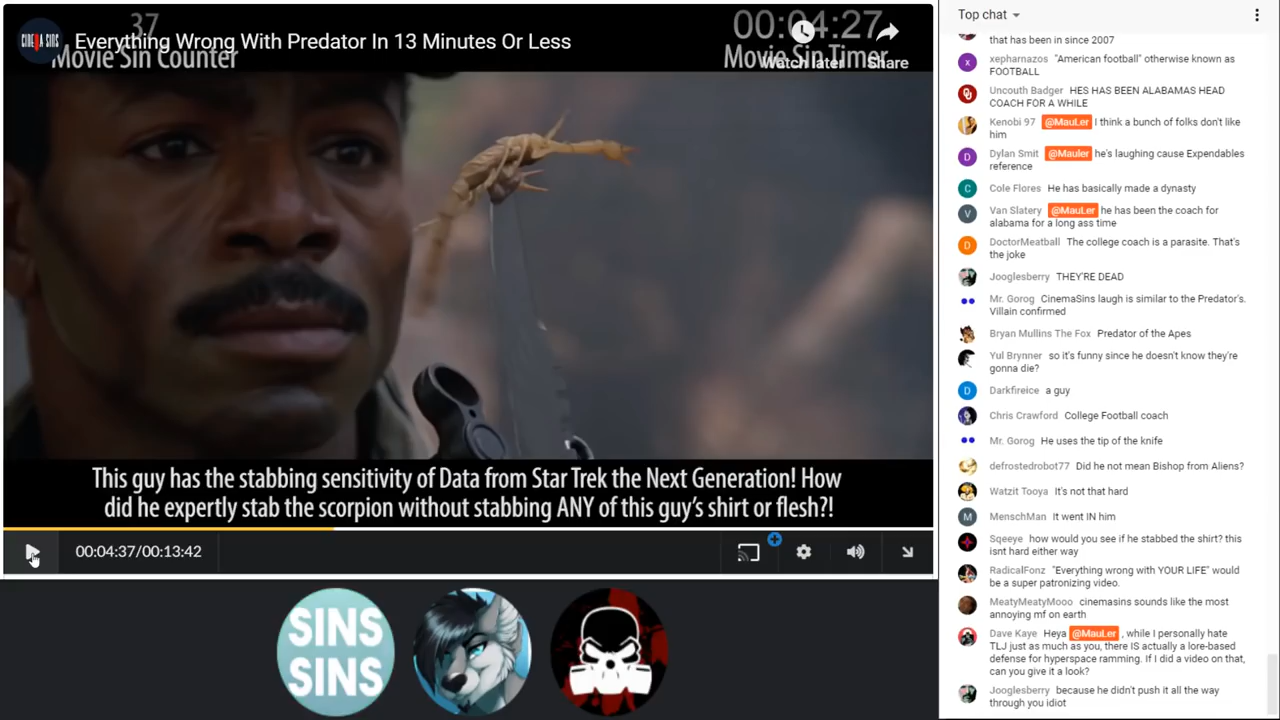 37
Movie Sin Counter
CINEMA SINS
Everything Wrong With Predator In 13 Minutes Or Less
00:04:27
Movie Sin Timer
Watch later
Share
This guy has the stabbing sensitivity of Data from Star Trek the Next Generation! How
did he expertly stab the scorpion without stabbing ANY of this guy's shirt or flesh?!
00:04:37/00:13:42
SINS
SINS
Top chat
that has been in since 2007
x
xepharnazos "American football" otherwise known as
FOOTBALL
Uncouth Badger HES HAS BEEN ALABAMAS HEAD
COACH FOR A WHILE
Kenobi 97 @MauLer I think a bunch of folks don't like
him
D
Dylan Smit @Mauler he's laughing cause Expendables
reference
C
Cole Flores He has basically made a dynasty
V
Van Slatery @MauLer he has been the coach for
alabama for a long ass time
D
DoctorMeatball The college coach is a parasite. That's
the joke
Jooglesberry THEY'RE DEAD
Mr. Gorog CinemaSins laugh is similar to the Predator's.
Villain confirmed
Bryan Mullins The Fox Predator of the Apes
Yul Brynner so it's funny since he doesn't know they're
gonna die?
D
Darkfireice a guy
Chris Crawford College Football coach
Mr. Gorog He uses the tip of the knife
defrostedrobot77 Did he not mean Bishop from Aliens?
Watzit Tooya It's not that hard
M
MenschMan It went IN him
Sqeeye how would you see if he stabbed the shirt? this
isnt hard either way
RadicalFonz "Everything wrong with YOUR LIFE" would
be a super patronizing video.
MeatyMeatyMooo cinemasins sounds like the most
annoying mf on earth
Dave Kaye Heya @MauLer , while I personally hate
TLJ just as much as you, there IS actually a lore-based
defense for hyperspace ramming. If I did a video on that,
can you give it a look?
Jooglesberry because he didn't push it all the way
through you idiot